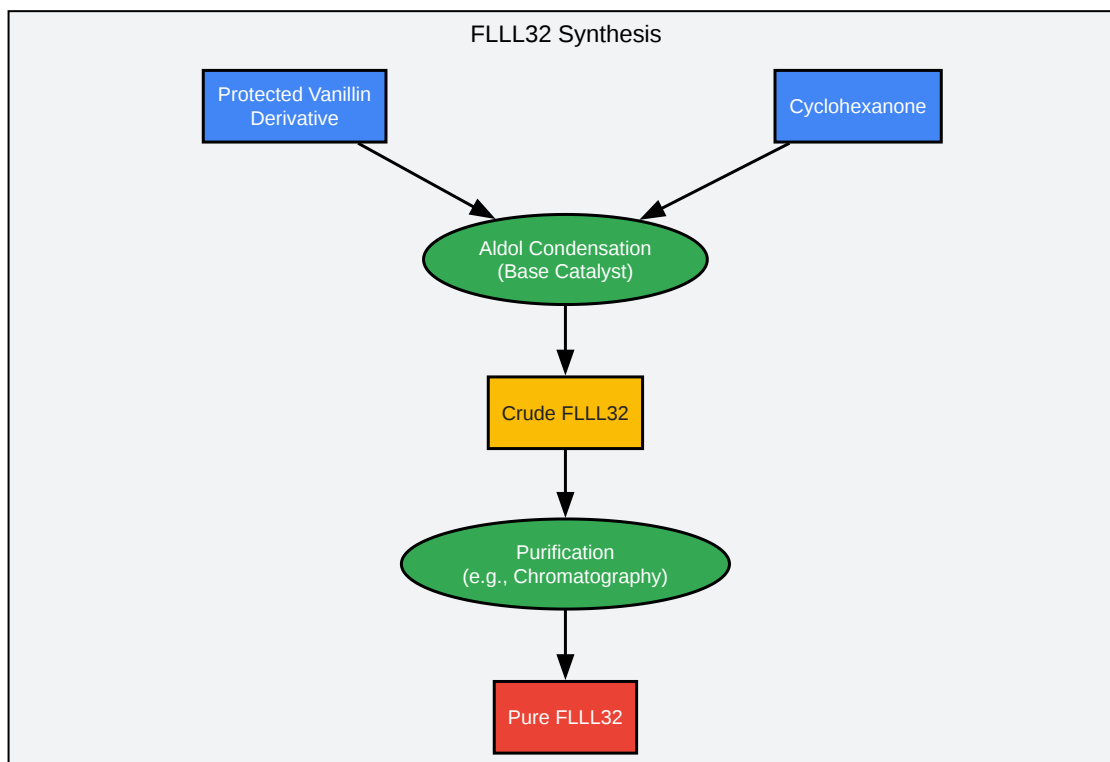 FLLL32 Synthesis
Protected Vanillin
Derivative
Cyclohexanone
Aldol Condensation
(Base Catalyst)
Crude FLLL32
Purification
(e.g., Chromatography)
Pure FLLL32